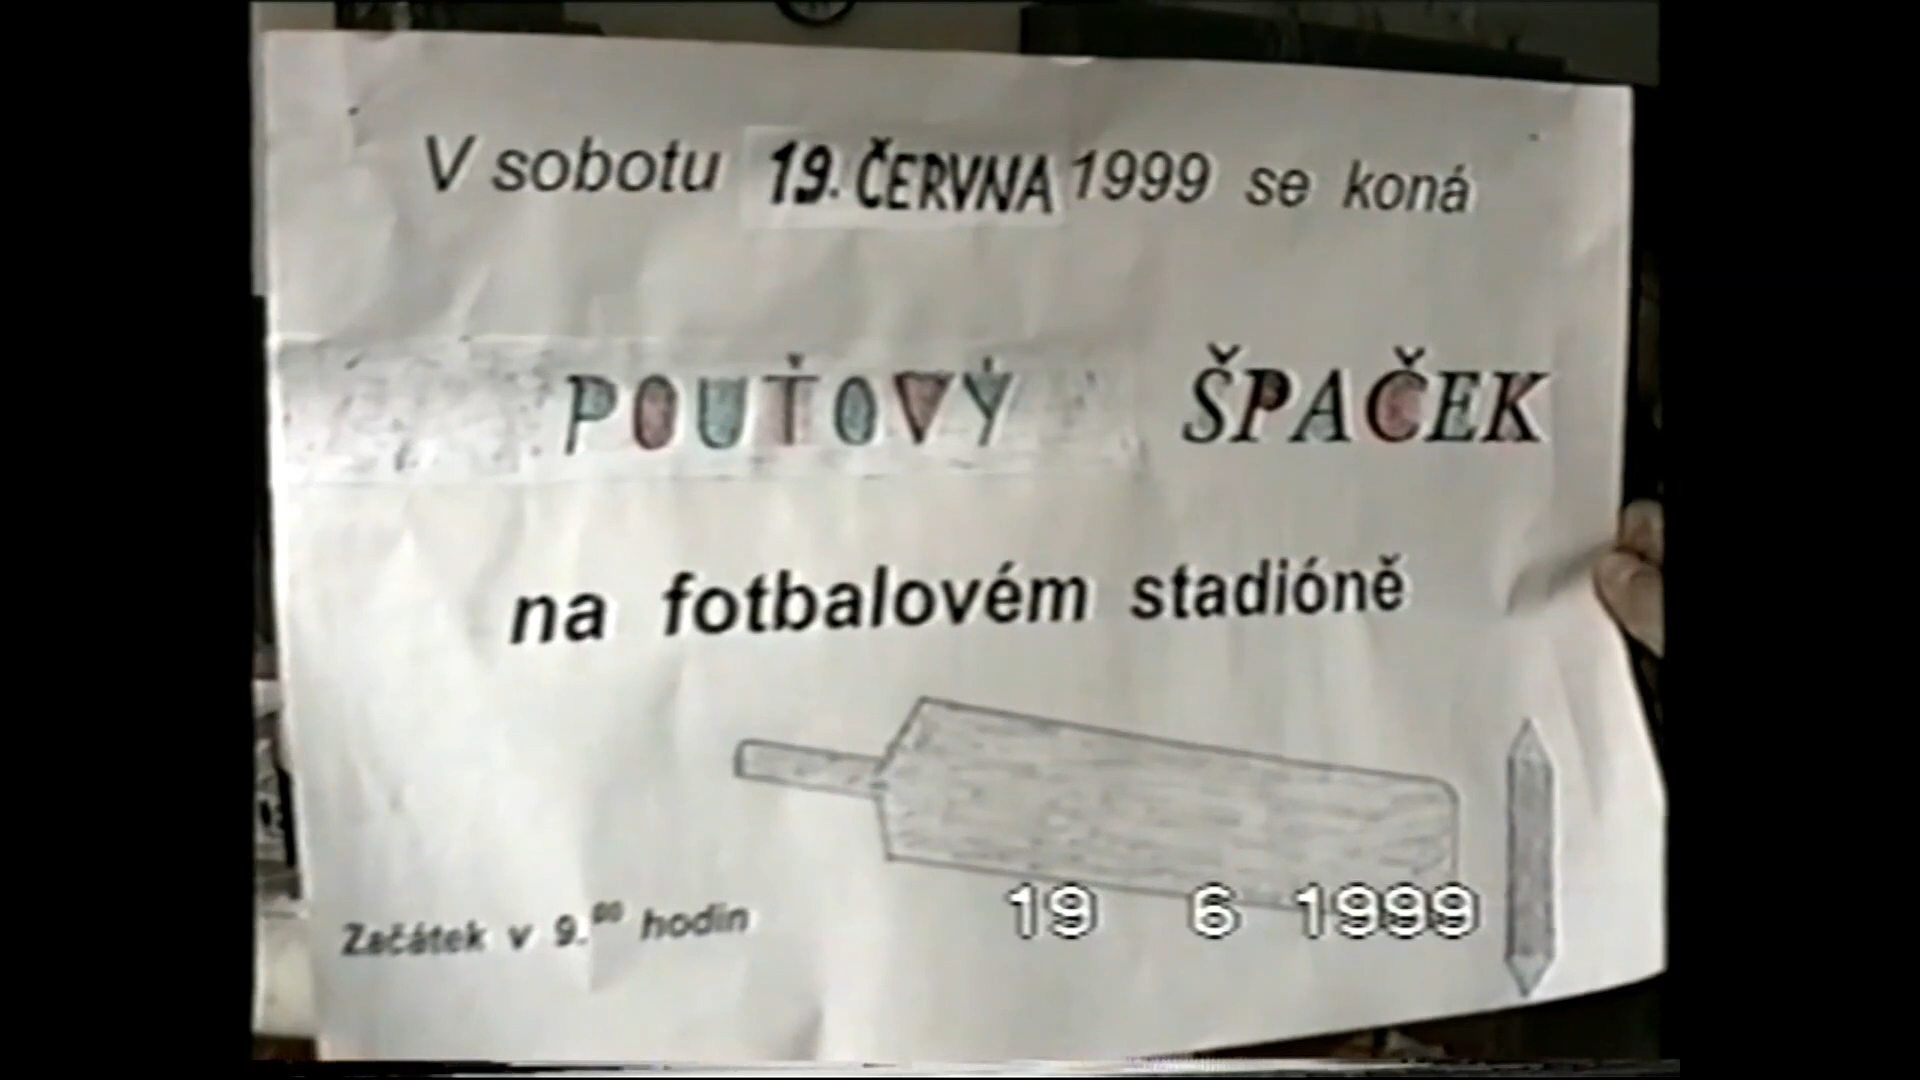 V sobotu 19. ČERVNA 1999 se koná
POUŤOVÝ ŠPAČEK
na fotbalovém stadióně
Začátek v 9.00 hodin
19 6 1999